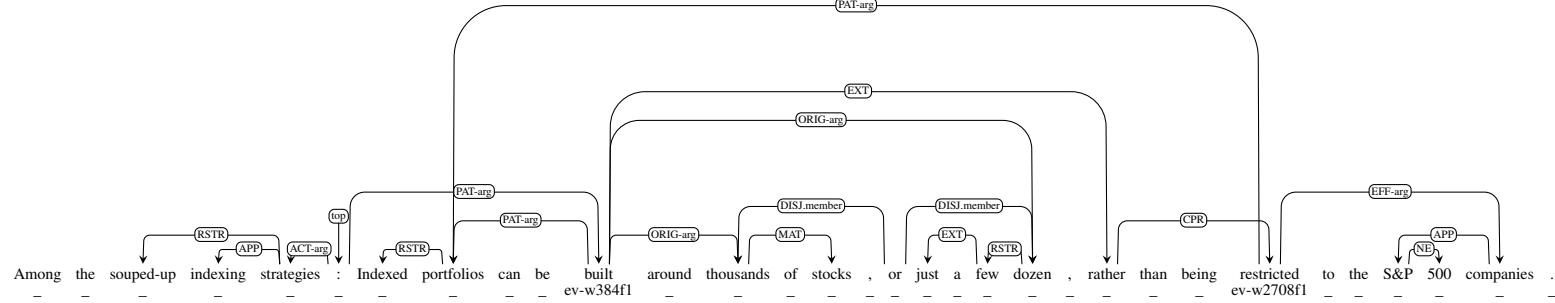 PAT-arg
EXT
ORIG-arg
PAT-arg EFF-arg
DISJ.member DISJ.member
top PAT-arg CPR
RSTR ORIG-arg MAT EXT APP
APP ACT-arg RSTR RSTR NE
Among the souped-up indexing strategies : Indexed portfolios can be built around thousands of stocks , or just a few dozen , rather than being restricted to the S&P 500 companies .
_ _ _ _ _ _ _ _ _ _ ev-w384f1 _ _ _ _ _ _ _ _ _ _ _ _ _ _ ev-w2708f1 _ _ _ _ _ _